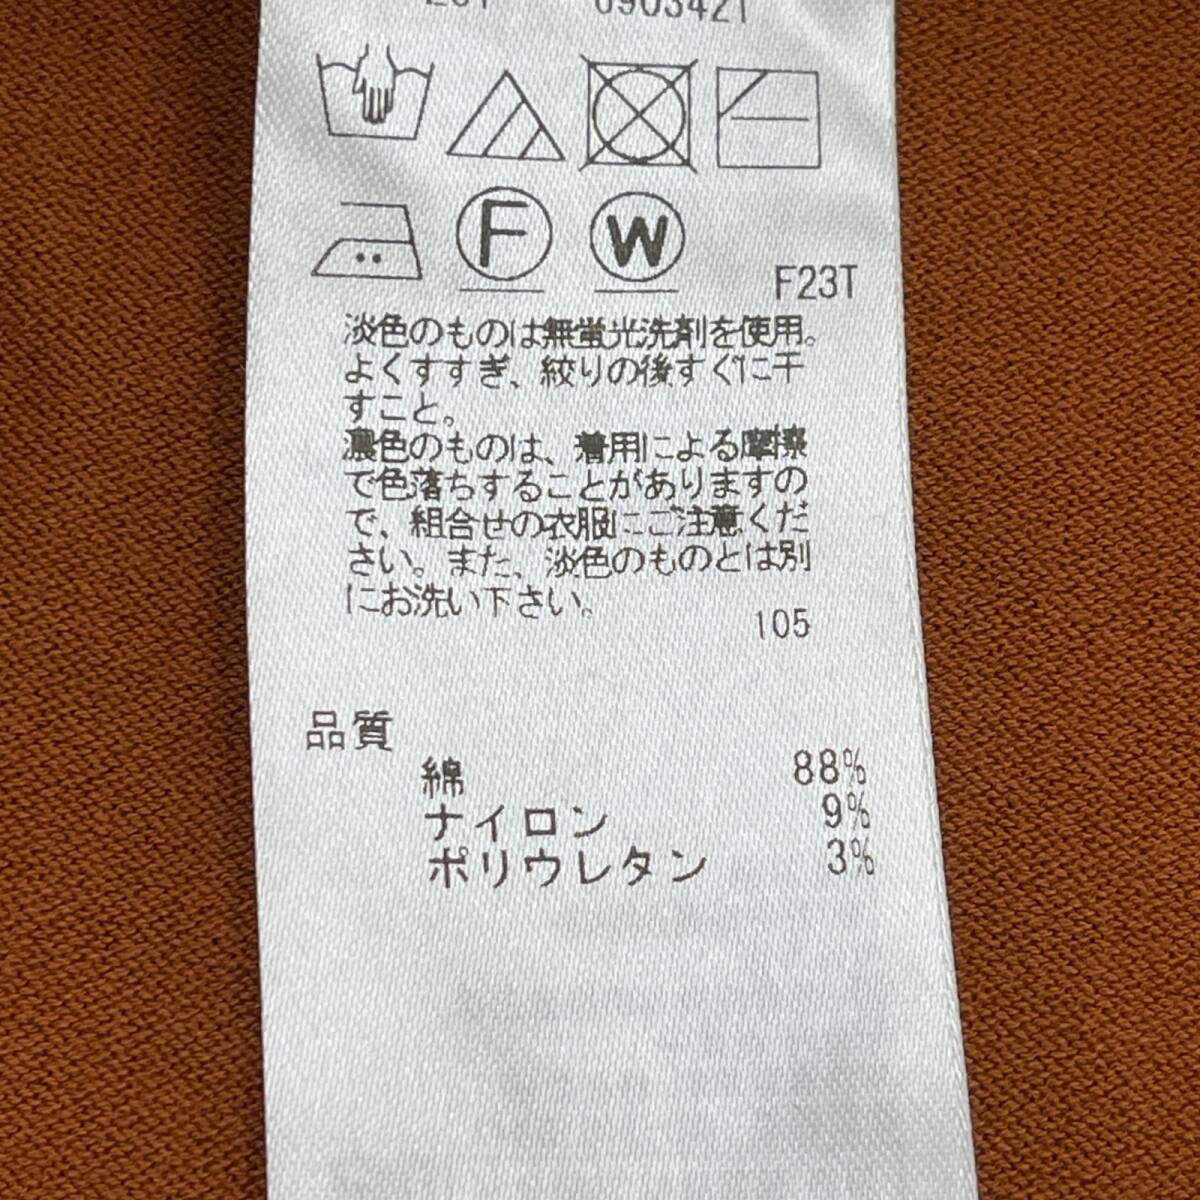 0903421
F
W
F23T
淡色のものは無蛍光洗剤を使用。
よくすすぎ、絞りの後すぐに干
すこと。
濃色のものは、着用による摩擦
で色落ちすることがありますの
で、組合せの衣服にご注意くだ
さい。また、淡色のものとは別
にお洗い下さい。
105
品質
綿 88%
ナイロン 9%
ポリウレタン 3%